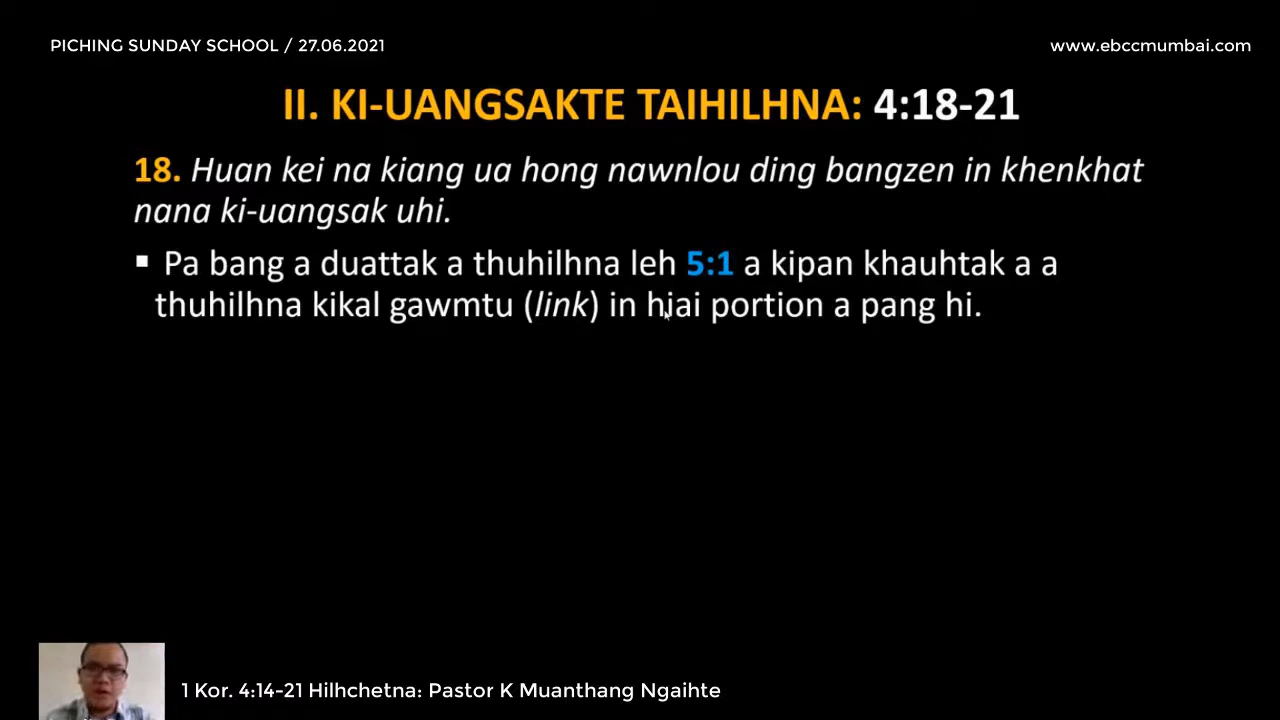 PICHING SUNDAY SCHOOL / 27.06.2021
www.ebccmumbai.com
II. KI-UANGSAKTE TAIHILHNA: 4:18-21
18. Huan kei na kiang ua hong nawnlou ding bangzen in khenkhat
nana ki-uangsak uhi.
▪ Pa bang a duattak a thuhilhna leh 5:1 a kipan khauhtak a a
thuhilhna kikal gawmtu (link) in hiai portion a pang hi.
1 Kor. 4:14-21 Hilhchetna: Pastor K Muanthang Ngaihte